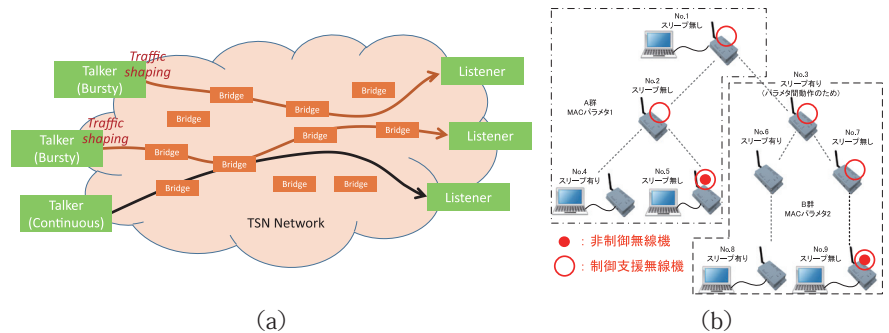 Traffic
shaping
Talker
(Bursty)
Bridge
Bridge
Bridge
Bridge
Listener
Traffic
shaping
Talker
(Bursty)
Bridge
Bridge
Bridge
Bridge
Listener
Talker
(Continuous)
Bridge
Bridge
Bridge
Listener
TSN Network
(a)
No.1
スリープ無し
No.2
スリープ無し
No.3
スリープ有り
(パラメタ間動作のため)
A群
MACパラメタ1
No.4
スリープ有り
No.5
スリープ無し
No.6
スリープ有り
No.7
スリープ無し
B群
MACパラメタ2
No.8
スリープ有り
No.9
スリープ無し
: 非制御無線機
: 制御支援無線機
(b)